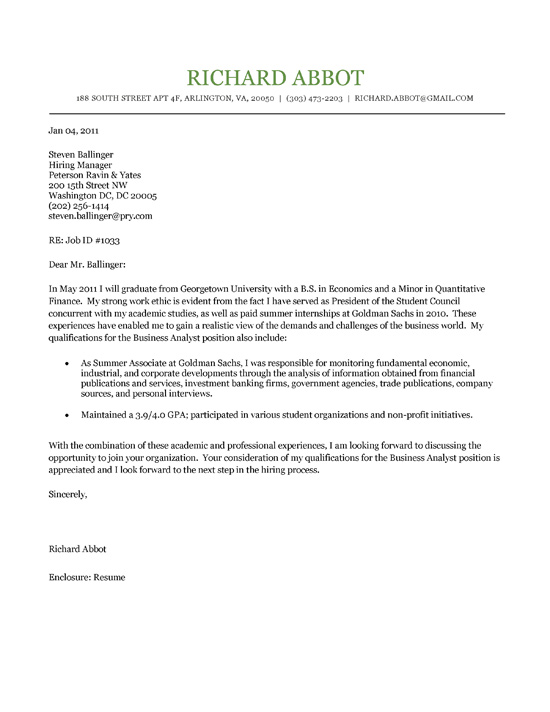 RICHARD ABBOT
188 SOUTH STREET APT 4F, ARLINGTON, VA, 20050 | (303) 473-2203 | RICHARD.ABBOT@GMAIL.COM
Jan 04, 2011
Steven Ballinger
Hiring Manager
Peterson Ravin & Yates
200 15th Street NW
Washington DC, DC 20005
(202) 256-1414
steven.ballinger@pry.com
RE: Job ID #1033
Dear Mr. Ballinger:
In May 2011 I will graduate from Georgetown University with a B.S. in Economics and a Minor in Quantitative
Finance. My strong work ethic is evident from the fact I have served as President of the Student Council
concurrent with my academic studies, as well as paid summer internships at Goldman Sachs in 2010. These
experiences have enabled me to gain a realistic view of the demands and challenges of the business world. My
qualifications for the Business Analyst position also include:
• As Summer Associate at Goldman Sachs, I was responsible for monitoring fundamental economic,
industrial, and corporate developments through the analysis of information obtained from financial
publications and services, investment banking firms, government agencies, trade publications, company
sources, and personal interviews.
• Maintained a 3.9/4.0 GPA; participated in various student organizations and non-profit initiatives.
With the combination of these academic and professional experiences, I am looking forward to discussing the
opportunity to join your organization. Your consideration of my qualifications for the Business Analyst position is
appreciated and I look forward to the next step in the hiring process.
Sincerely,
Richard Abbot
Enclosure: Resume